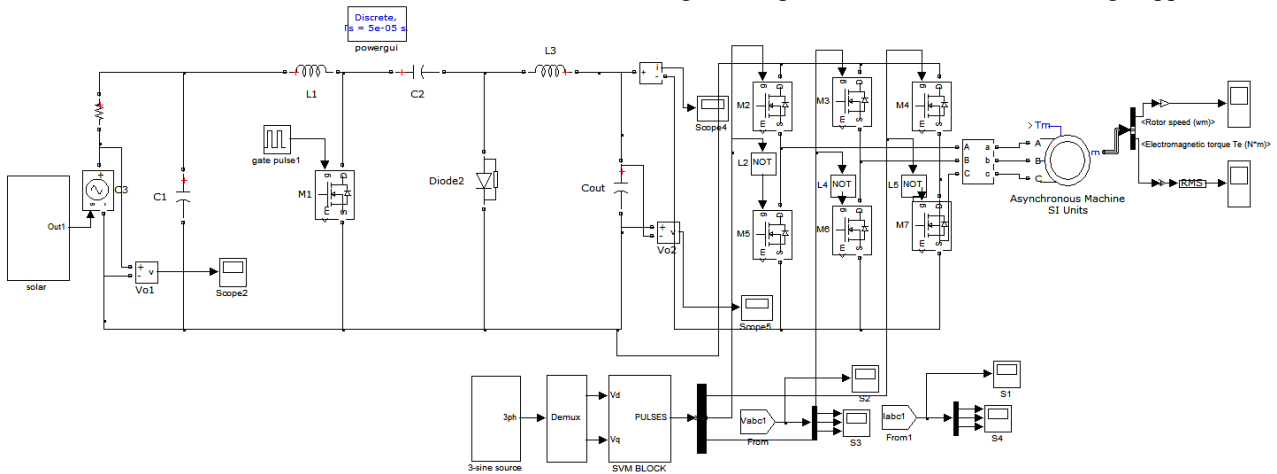 Discrete,
Ts = 5e-05 s.
powergui
L1
C2
L3
i
+
-
Scope4
gate pulse1
g
D
M1
E
S
Diode2
Cout
C1
C3
+
s
-
Out1
solar
+
-
v
Vo1
Scope2
+
-
v
Vo2
Scope5
M2
g
D
E
S
M3
g
D
E
S
M4
g
D
E
S
L2
NOT
L4
NOT
L5
NOT
M5
g
D
E
S
M6
g
D
E
S
M7
g
D
E
S
A
B
C
a
b
c
Tm
A
B
C
m
Asynchronous Machine
SI Units
<Rotor speed (wm)>
<Electromagnetic torque Te (N*m)>
RMS
3ph
3-sine source
Demux
Vd
Vq
PULSES
SVM BLOCK
Vabc1
From
S2
S3
Iabc1
From1
S1
S4